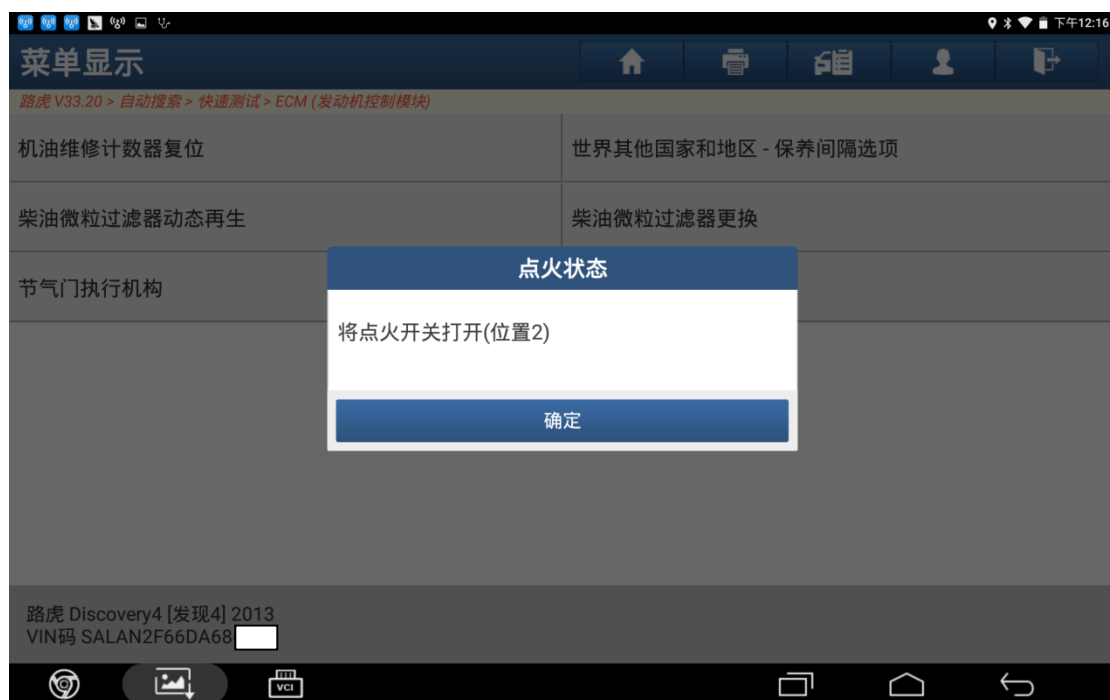 下午12:16
菜单显示
路虎 V33.20 > 自动搜索 > 快速测试 > ECM (发动机控制模块)
机油维修计数器复位
世界其他国家和地区 - 保养间隔选项
柴油微粒过滤器动态再生
柴油微粒过滤器更换
节气门执行机构
点火状态
将点火开关打开(位置2)
确定
路虎 Discovery4 [发现4] 2013
VIN码 SALAN2F66DA68
VCI